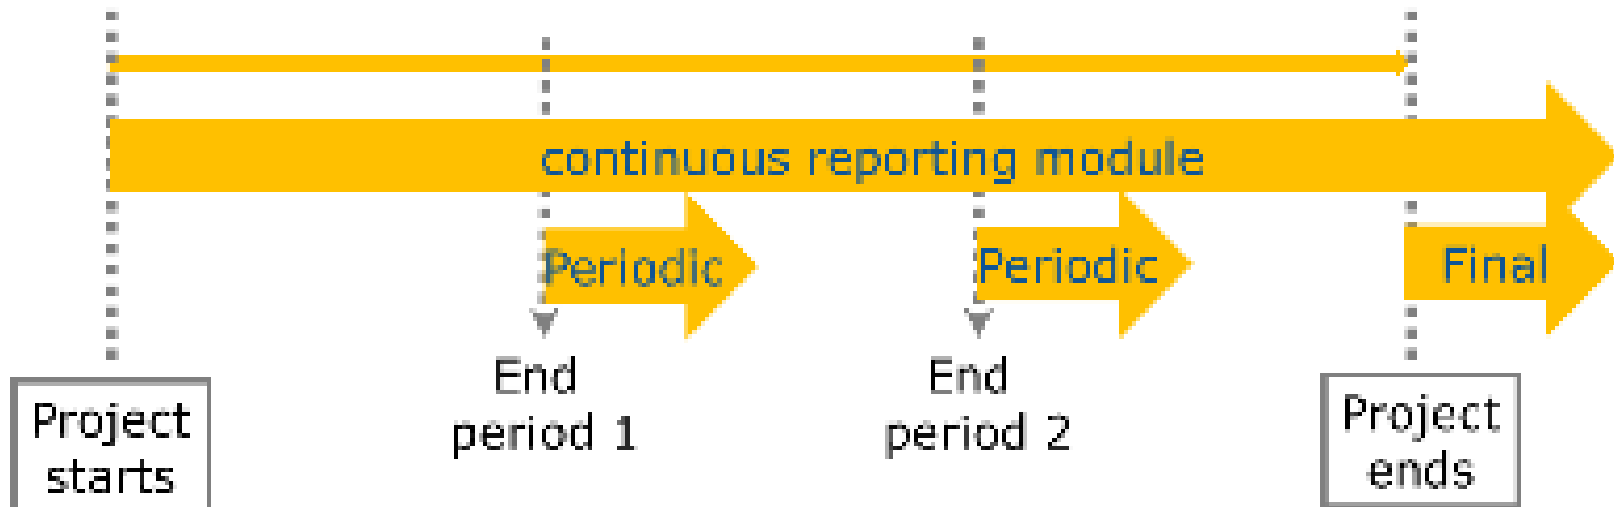 continuous reporting module
Periodic
Periodic
Final
End
period 1
End
period 2
Project
starts
Project
ends